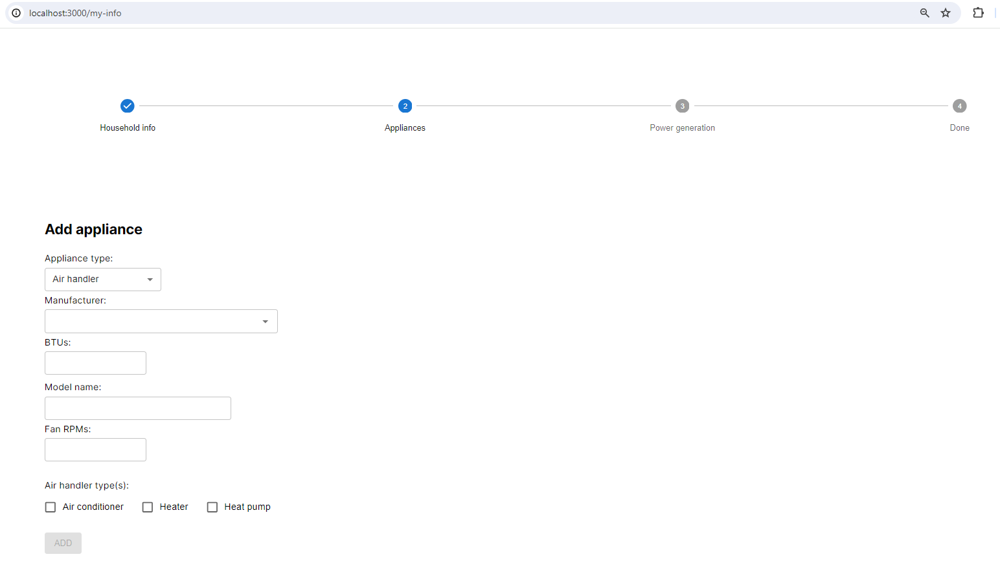 localhost:3000/my-info
2 3 4
Household info Appliances Power generation Done
Add appliance
Appliance type:
Air handler
Manufacturer:
BTUs:
Model name:
Fan RPMs:
Air handler type(s):
Air conditioner Heater Heat pump
ADD